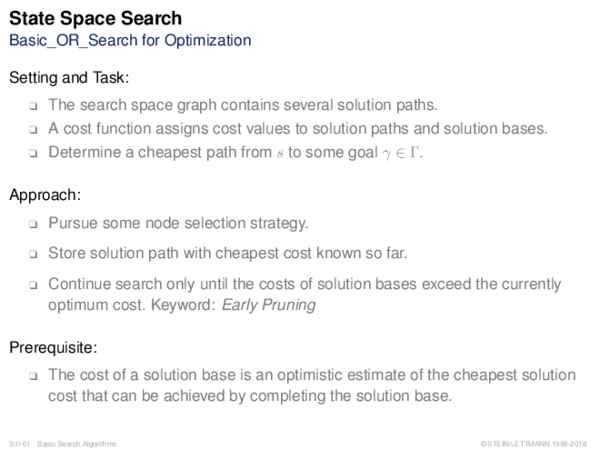 State Space Search
Basic_OR_Search for Optimization
Setting and Task:
❑ The search space graph contains several solution paths.
❑ A cost function assigns cost values to solution paths and solution bases.
❑ Determine a cheapest path from s to some goal γ ∈ Γ.
Approach:
❑ Pursue some node selection strategy.
❑ Store solution path with cheapest cost known so far.
❑ Continue search only until the costs of solution bases exceed the currently
optimum cost. Keyword: Early Pruning
Prerequisite:
❑ The cost of a solution base is an optimistic estimate of the cheapest solution
cost that can be achieved by completing the solution base.
S:II-61 Basic Search Algorithms ©STEIN/LETTMANN 1998-2018